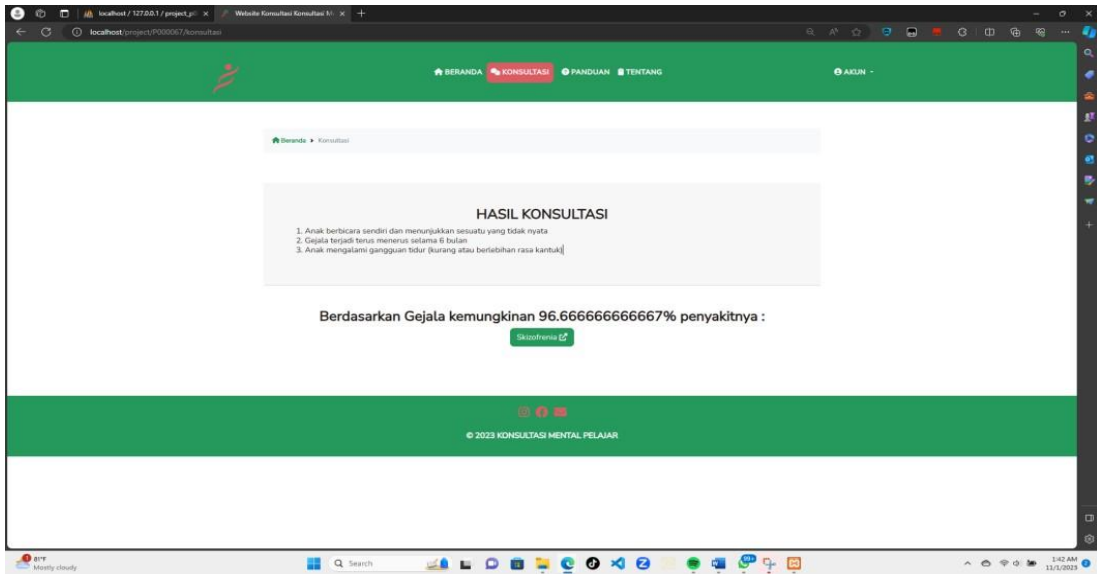 localhost / 127.0.0.1 / project_p
Website Konsultasi Konsultasi M
localhost/project/P000067/konsultasi
BERANDA
KONSULTASI
PANDUAN
TENTANG
AKUN
Beranda > Konsultasi
HASIL KONSULTASI
1. Anak berbicara sendiri dan menunjukkan sesuatu yang tidak nyata
2. Gejala terjadi terus menerus selama 6 bulan
3. Anak mengalami gangguan tidur (kurang atau berlebihan rasa kantuk)
Berdasarkan Gejala kemungkinan 96.666666666667% penyakitnya :
Skizofrenia
© 2023 KONSULTASI MENTAL PELAJAR
81°F
Mostly cloudy
Search
99+
1:42 AM
11/1/2023